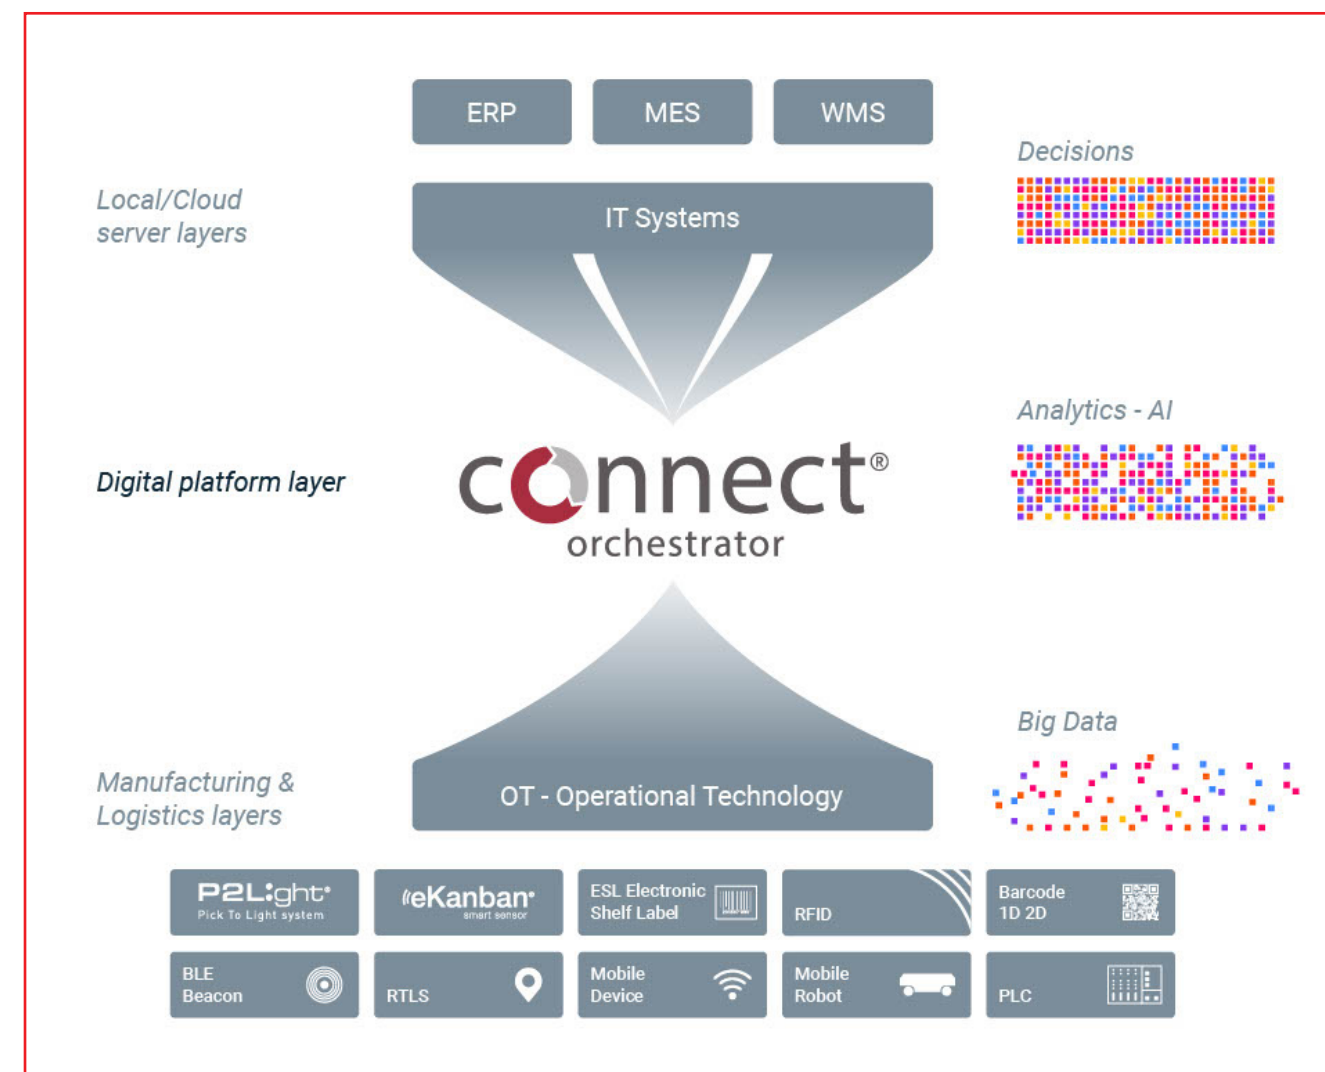 ERP
MES
WMS
Decisions
Local/Cloud
server layers
IT Systems
Analytics - AI
Digital platform layer
connect®
orchestrator
Big Data
Manufacturing &
Logistics layers
OT - Operational Technology
P2L:ght
Pick To Light system
eKanban
smart sensor
ESL Electronic
Shelf Label
RFID
Barcode
1D 2D
BLE
Beacon
RTLS
Mobile
Device
Mobile
Robot
PLC